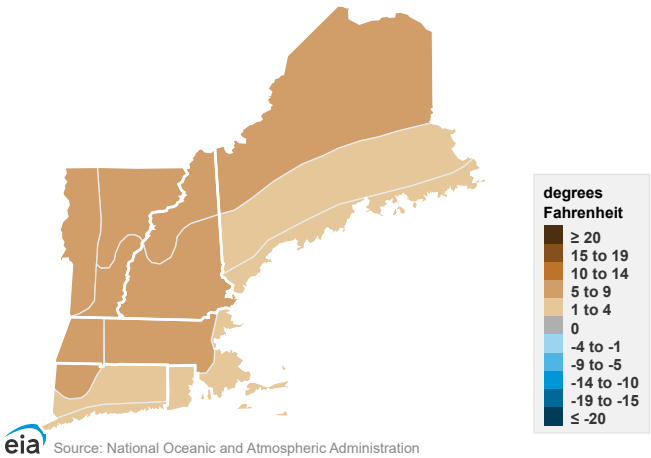 degrees
Fahrenheit
≥ 20
15 to 19
10 to 14
5 to 9
1 to 4
0
-4 to -1
-9 to -5
-14 to -10
-19 to -15
≤ -20
eia
Source: National Oceanic and Atmospheric Administration